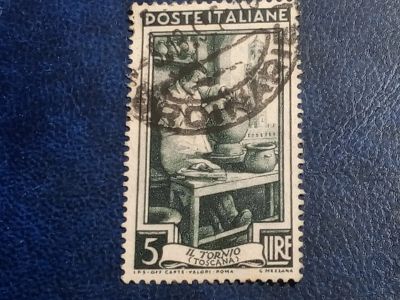 POSTE ITALIANE
5 LIRE
IL TORNIO
(TOSCANA)
I.P.S. OFF. CARTE-VALORI-ROMA G. MEZZANA